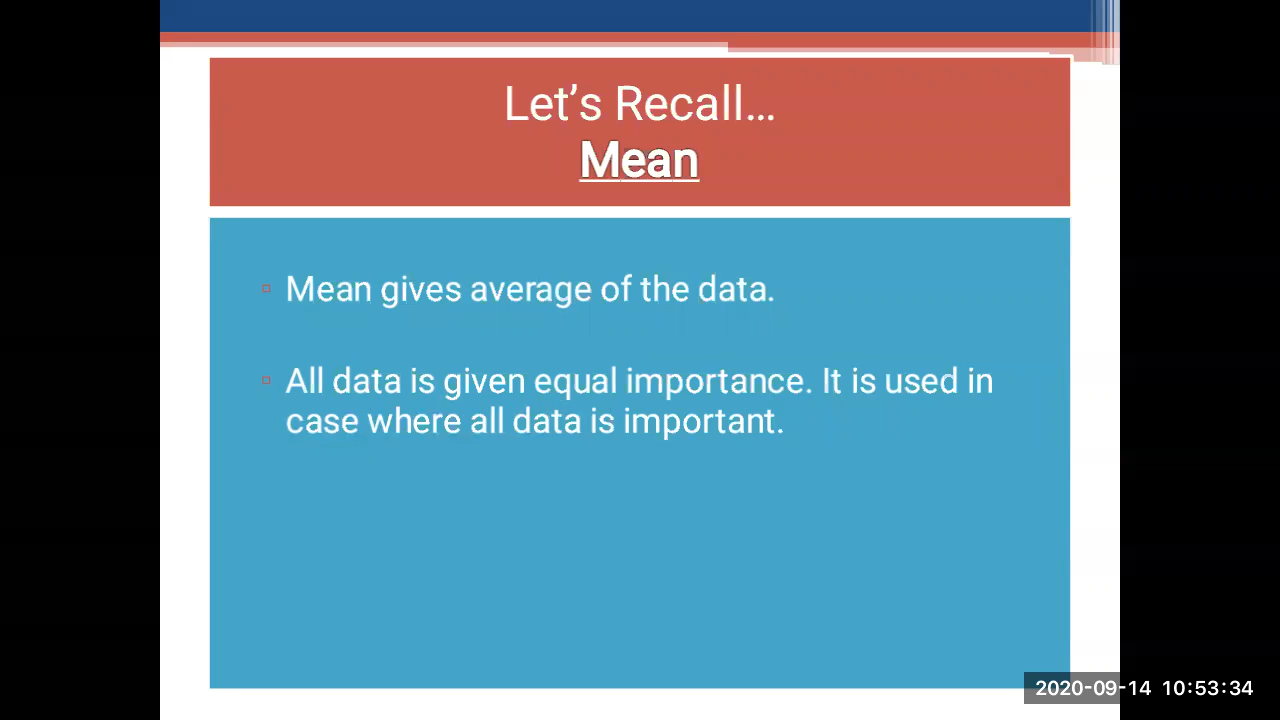 Let’s Recall...
Mean
Mean gives average of the data.
All data is given equal importance. It is used in
case where all data is important.
2020-09-14 10:53:34